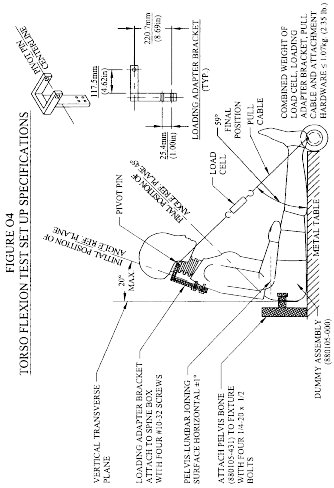 FIGURE O4
TORSO FLEXION TEST SET UP SPECIFICATIONS
PIVOT PIN
CENTERLINE
117.5mm
(4.62in)
220.7mm
(8.69in)
25.4mm
(1.00in)
LOADING ADAPTER BRACKET
(TYP.)
VERTICAL TRANSVERSE
PLANE
20°
MAX
INITIAL POSITION OF
ANGLE REF. PLANE
PIVOT PIN
FINAL POSITION OF
ANGLE REF. PLANE 45°
LOADING ADAPTER BRACKET
ATTACH TO SPINE BOX
WITH FOUR #10-32 SCREWS
LOAD
CELL
59°
FINAL
POSITION
PULL
CABLE
PELVIS-LUMBAR JOINING
SURFACE HORIZONTAL ±1°
ATTACH PELVIS BONE
(880105-431) TO FIXTURE
WITH FOUR 1/4-20 x 1/2
BOLTS
DUMMY ASSEMBLY
(880105-000)
METAL TABLE
COMBINED WEIGHT OF
LOAD CELL, LOADING
ADAPTER BRACKET, PULL
CABLE AND ATTACHMENT
HARDWARE ≤ 1.07kg. (2.4 lb.)